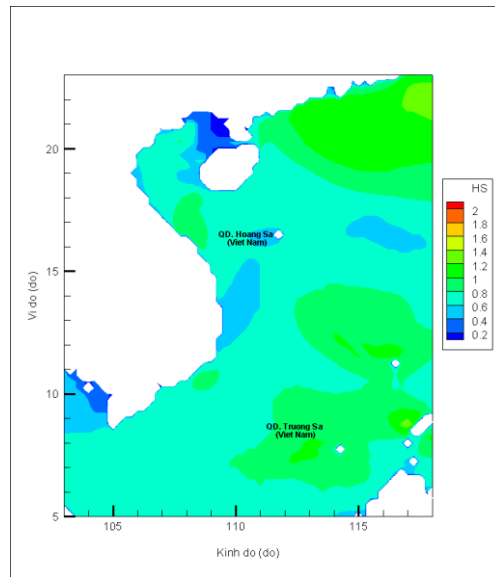 20
15
10
5
105
110
115
Vi do (do)
Kinh do (do)
QD. Hoang Sa
(Viet Nam)
QD. Truong Sa
(Viet Nam)
HS
2
1.8
1.6
1.4
1.2
1
0.8
0.6
0.4
0.2